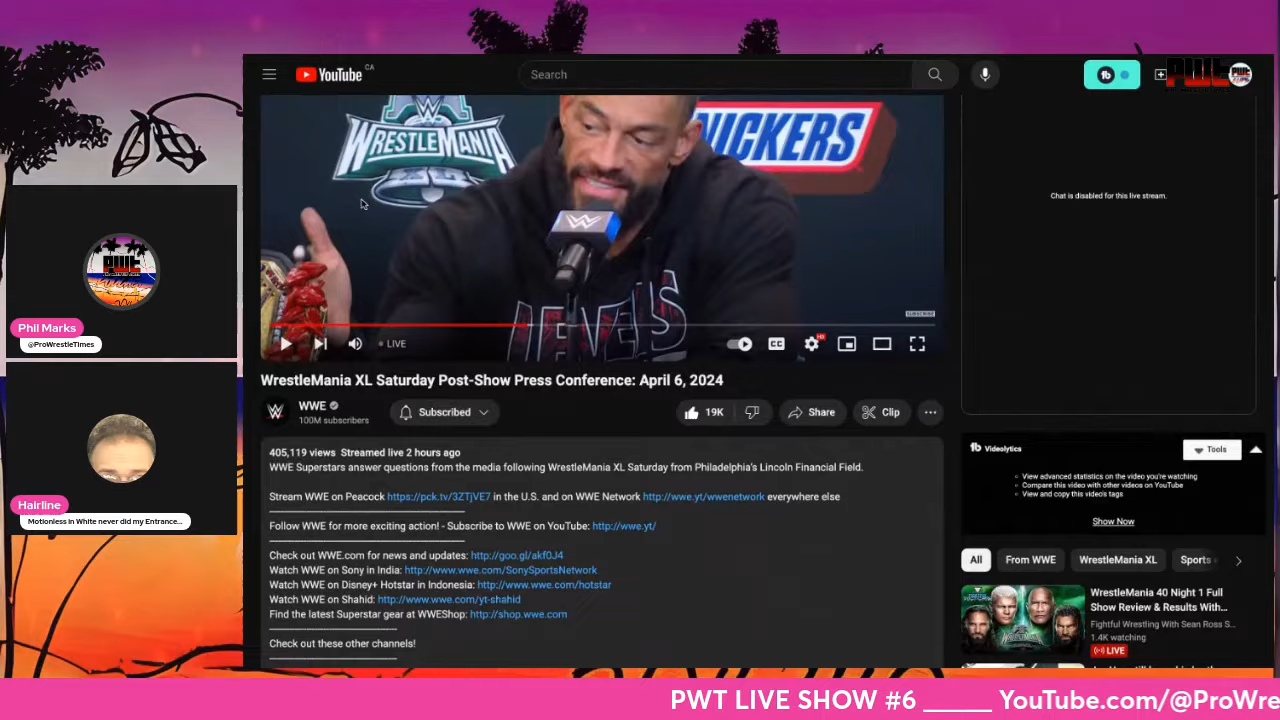 YouTube CA
Search
PWT
WRESTLEMANIA
SNICKERS
W
LEVELS
Chat is disabled for this live stream.
SUBSCRIBE
LIVE
CC
HD
WrestleMania XL Saturday Post-Show Press Conference: April 6, 2024
WWE
100M subscribers
Subscribed
19K
Share
Clip
405,119 views Streamed live 2 hours ago
WWE Superstars answer questions from the media following WrestleMania XL Saturday from Philadelphia's Lincoln Financial Field.
Stream WWE on Peacock https://pck.tv/3ZTjVE7 in the U.S. and on WWE Network http://wwe.yt/wwenetwork everywhere else
Follow WWE for more exciting action! - Subscribe to WWE on YouTube: http://wwe.yt/
Check out WWE.com for news and updates: http://goo.gl/akf0J4
Watch WWE on Sony in India: http://www.wwe.com/SonySportsNetwork
Watch WWE on Disney+ Hotstar in Indonesia: http://www.wwe.com/hotstar
Watch WWE on Shahid: http://www.wwe.com/yt-shahid
Find the latest Superstar gear at WWEShop: http://shop.wwe.com
Check out these other channels!
Videolytics
Tools
View advanced statistics on the video you're watching
Compare this video with other videos on YouTube
View and copy this video's tags
Show Now
All From WWE WrestleMania XL Sports
WrestleMania 40 Night 1 Full
Show Review & Results With...
Fightful Wrestling With Sean Ross S...
1.4K watching
LIVE
PWT
Phil Marks
@ProWrestleTimes
Hairline
Motionless in White never did my Entrance...
PWT LIVE SHOW #6 ______ YouTube.com/@ProWre